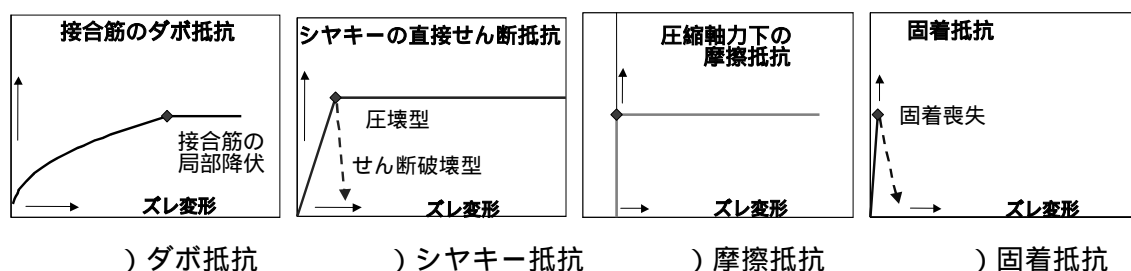 接合筋のダボ抵抗
接合筋の
局部降伏
ズレ変形
シヤキーの直接せん断抵抗
圧壊型
せん断破壊型
ズレ変形
圧縮軸力下の
摩擦抵抗
ズレ変形
固着抵抗
固着喪失
ズレ変形
）ダボ抵抗
）シヤキー抵抗
）摩擦抵抗
）固着抵抗